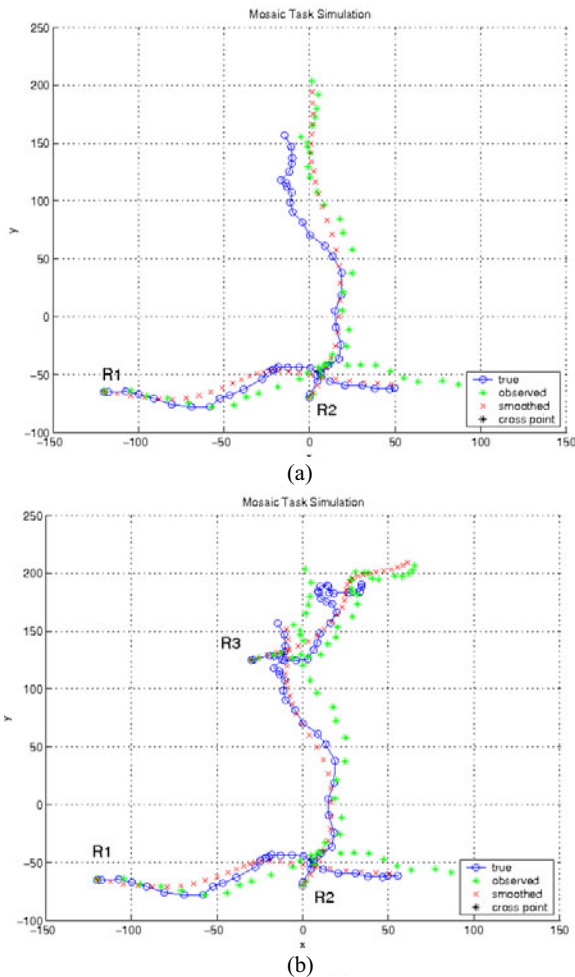 Mosaic Task Simulation
250
200
150
100
50
0
-50
-100
y
R1
R2
true
observed
smoothed
cross point
-150 -100 -50 0 50 100 150
(a)
Mosaic Task Simulation
250
200
150
100
50
0
-50
-100
y
R3
R1
R2
true
observed
smoothed
cross point
-150 -100 -50 0 50 100 150
x
(b)